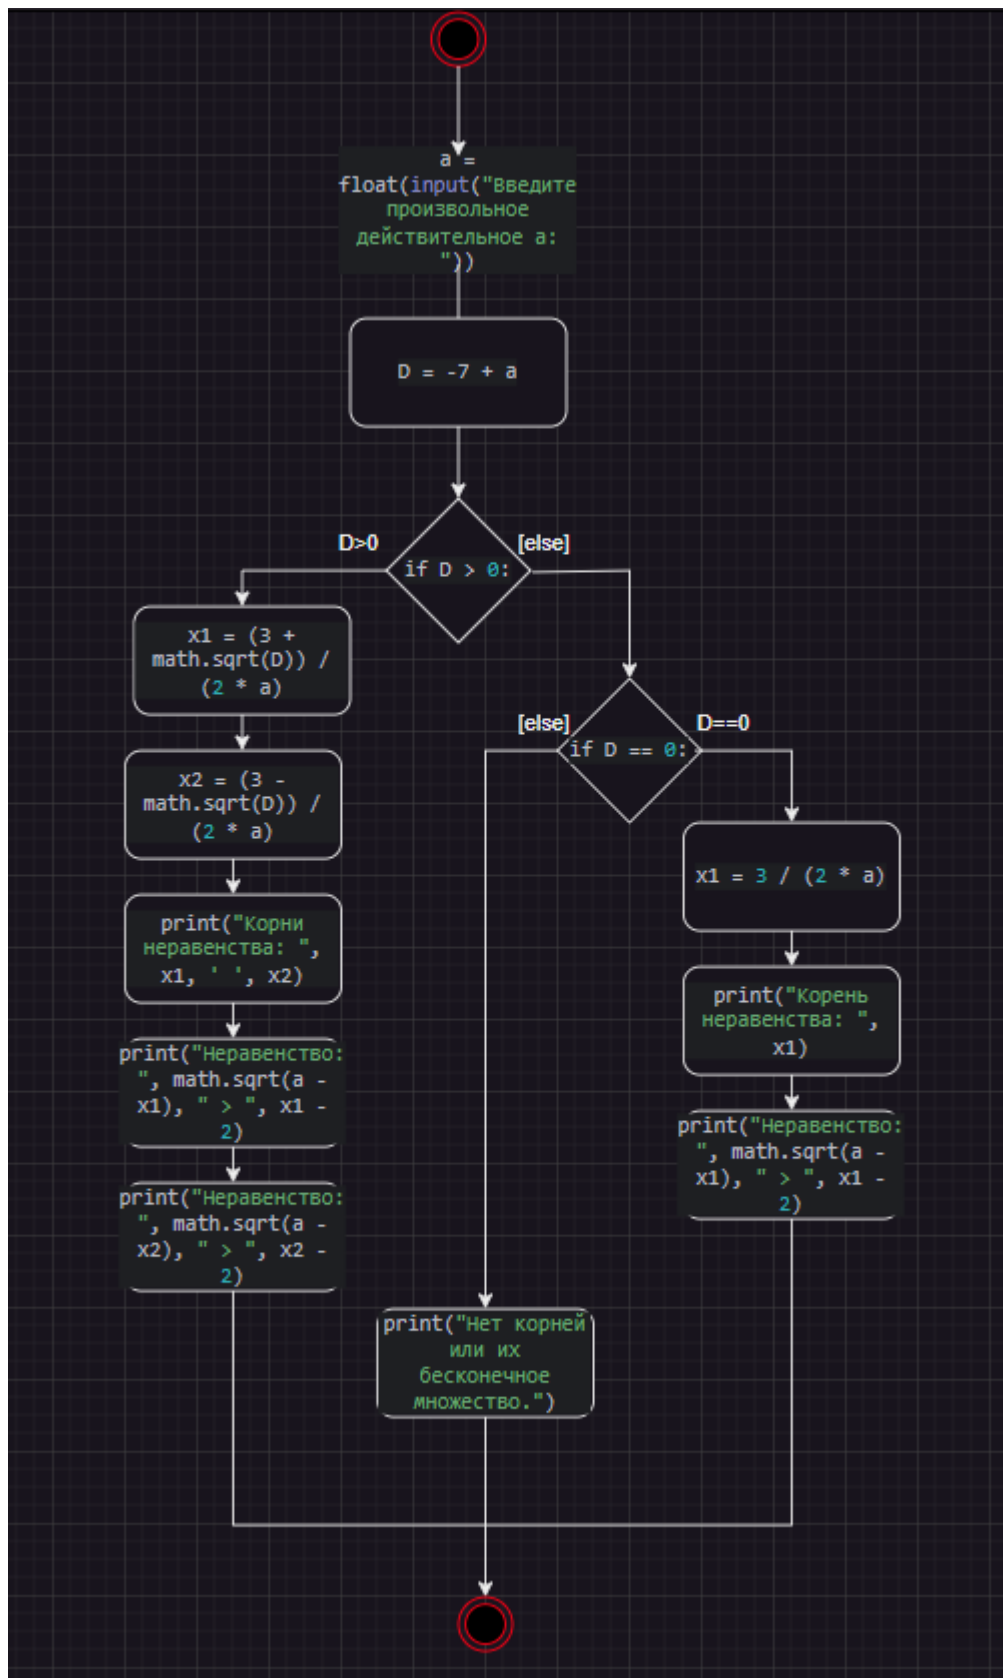 a =
float(input("Введите
произвольное
действительное a:
"))
D = -7 + a
D>0
[else]
if D > 0:
x1 = (3 +
math.sqrt(D)) /
(2 * a)
[else]
D==0
if D == 0:
x2 = (3 -
math.sqrt(D)) /
(2 * a)
x1 = 3 / (2 * a)
print("Корни
неравенства: ",
x1, ' ', x2)
print("Корень
неравенства: ",
x1)
print("Неравенство:
", math.sqrt(a -
x1), " > ", x1 -
2)
print("Неравенство:
", math.sqrt(a -
x1), " > ", x1 -
2)
print("Неравенство:
", math.sqrt(a -
x2), " > ", x2 -
2)
print("Нет корней
или их
бесконечное
множество.")